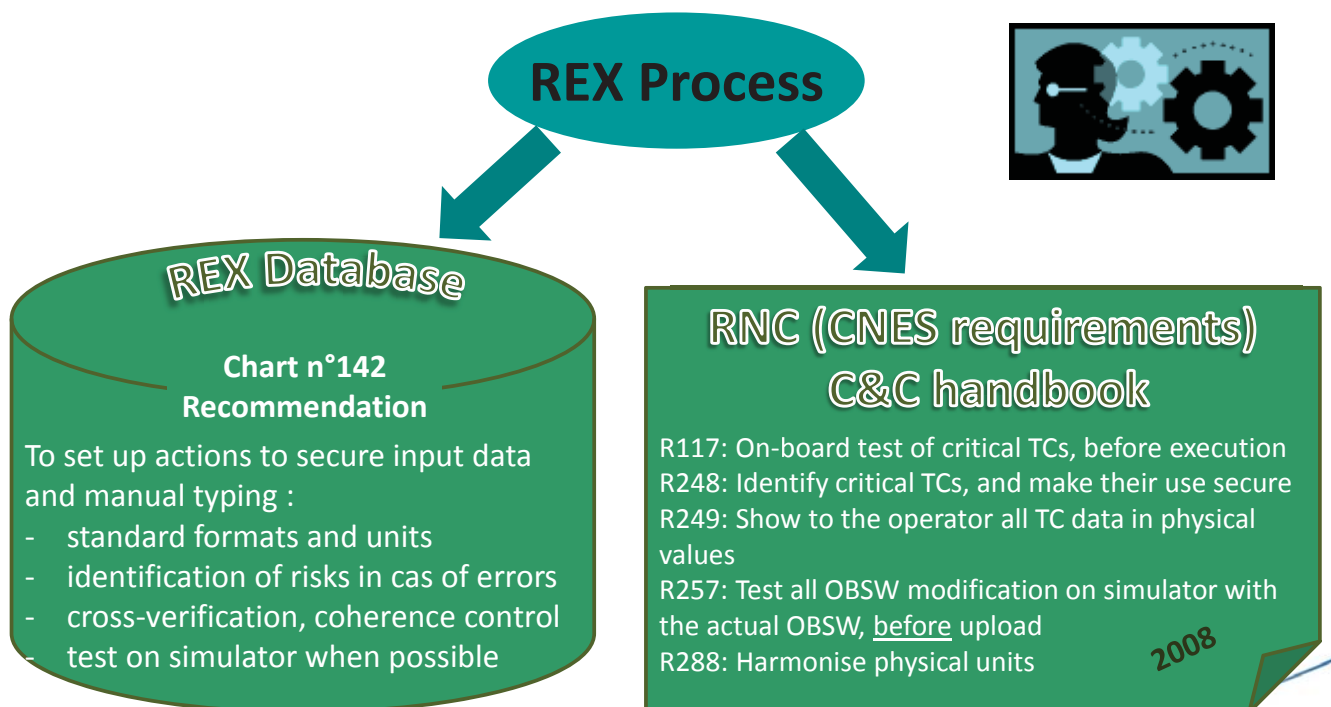 REX Process
REX Database
Chart n°142
Recommendation
To set up actions to secure input data
and manual typing :
- standard formats and units
- identification of risks in cas of errors
- cross-verification, coherence control
- test on simulator when possible
RNC (CNES requirements)
C&C handbook
R117: On-board test of critical TCs, before execution
R248: Identify critical TCs, and make their use secure
R249: Show to the operator all TC data in physical
values
R257: Test all OBSW modification on simulator with
the actual OBSW, before upload
R288: Harmonise physical units
2008